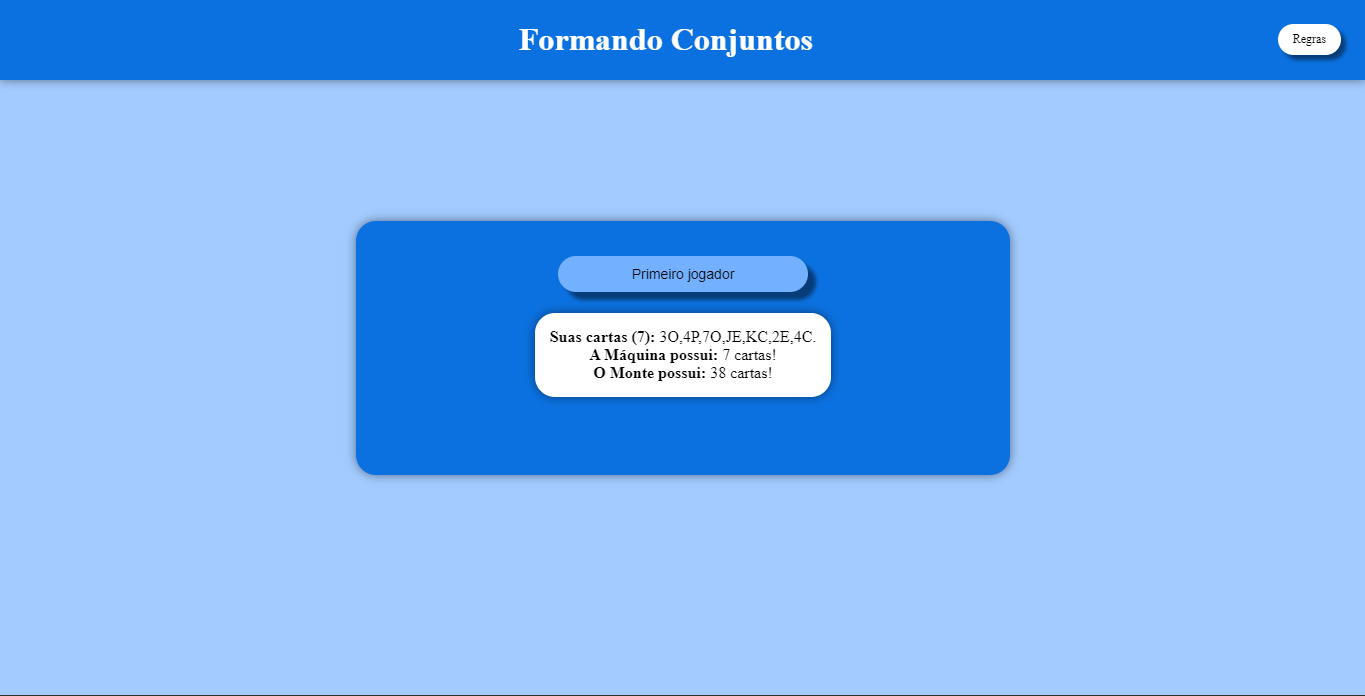 Formando Conjuntos
Regras
Primeiro jogador
Suas cartas (7): 3O,4P,7O,JE,KC,2E,4C.
A Máquina possui: 7 cartas!
O Monte possui: 38 cartas!